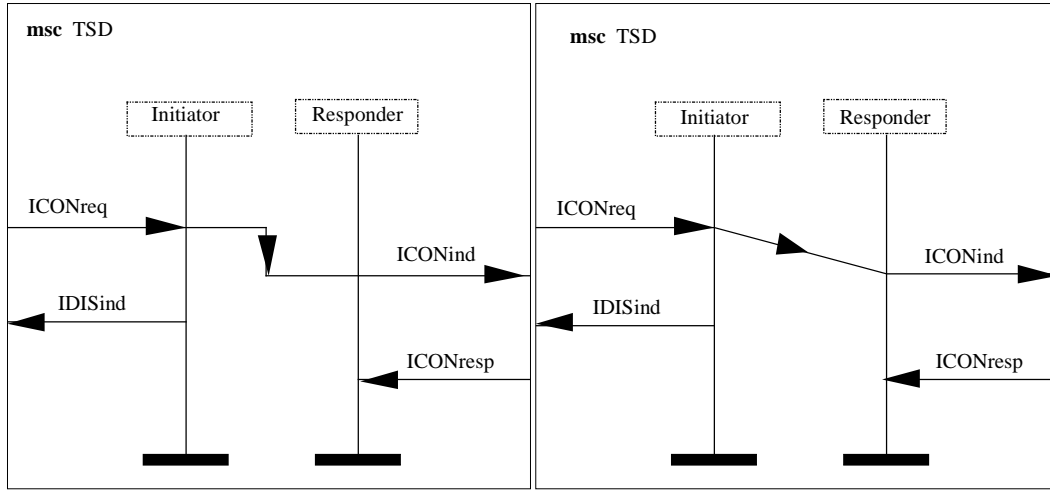 msc TSD
Initiator
Responder
ICONreq
ICONind
IDISind
ICONresp
msc TSD
Initiator
Responder
ICONreq
ICONind
IDISind
ICONresp